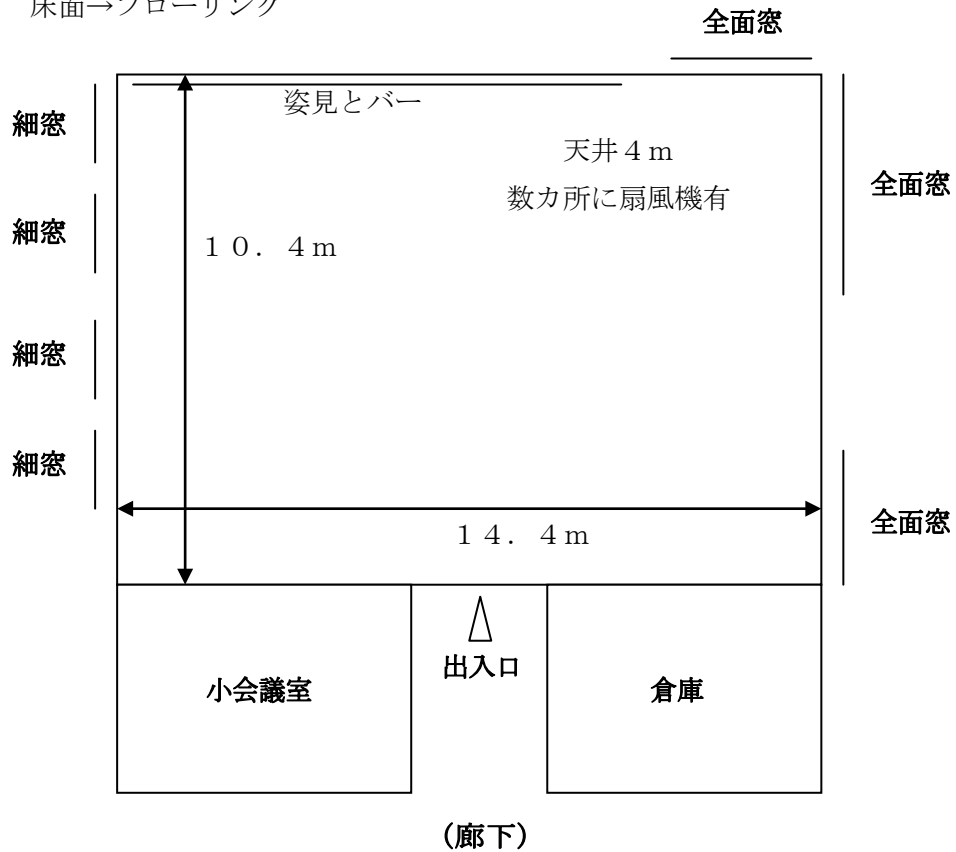 床面→フローリング
全面窓
姿見とバー
細窓
天井４ｍ
全面窓
数カ所に扇風機有
細窓
１０．４ｍ
細窓
細窓
１４．４ｍ
全面窓
出入口
小会議室
倉庫
（廊下）